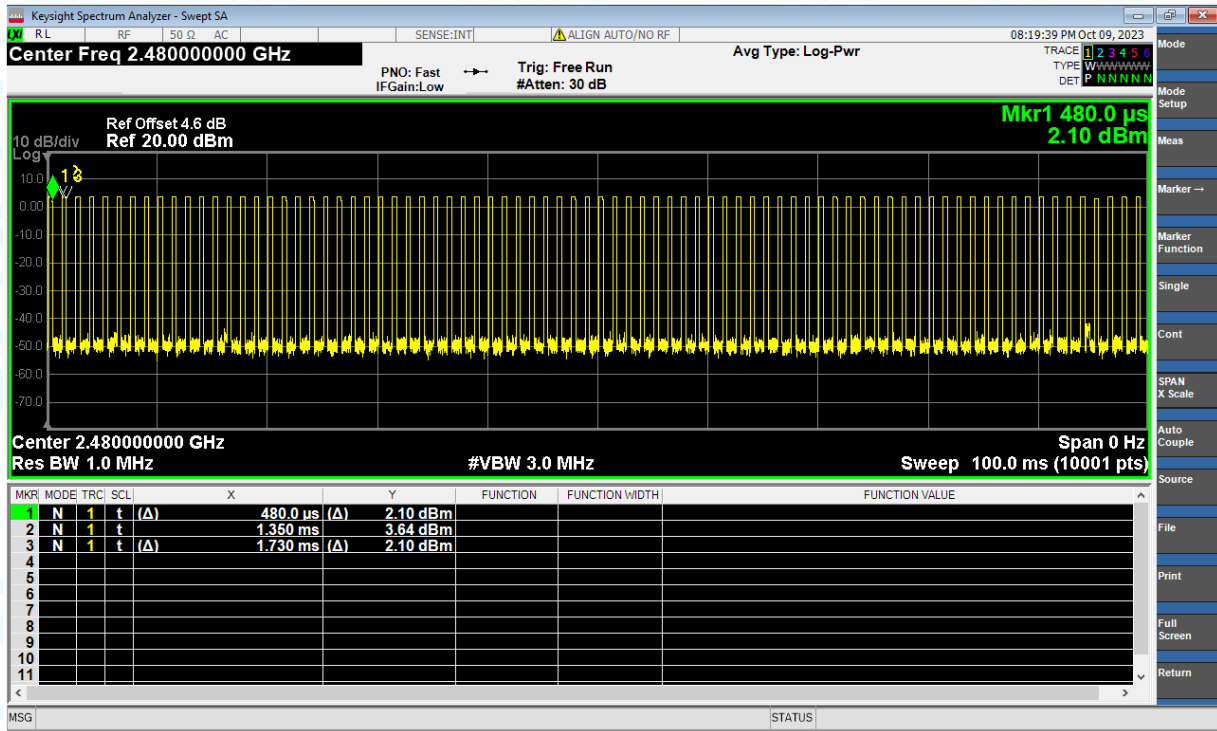 Keysight Spectrum Analyzer - Swept SA
LXI RL RF 50 Ω AC SENSE:INT ALIGN AUTO/NO RF 08:19:39 PM Oct 09, 2023
Center Freq 2.480000000 GHz
Avg Type: Log-Pwr
TRACE 1 2 3 4 5 6
PNO: Fast Trig: Free Run
TYPE WWWWWW
IFGain:Low #Atten: 30 dB
DET P N N N N N
Mkr1 480.0 µs
2.10 dBm
Ref Offset 4.6 dB
10 dB/div Ref 20.00 dBm
Log
1
3
10.0
0.00
-10.0
-20.0
-30.0
-40.0
-50.0
-60.0
-70.0
Center 2.480000000 GHz Span 0 Hz
Res BW 1.0 MHz #VBW 3.0 MHz Sweep 100.0 ms (10001 pts)
MKR MODE TRC SCL X Y FUNCTION FUNCTION WIDTH FUNCTION VALUE
1 N 1 t (Δ) 480.0 µs (Δ) 2.10 dBm
2 N 1 t 1.350 ms 3.64 dBm
3 N 1 t (Δ) 1.730 ms (Δ) 2.10 dBm
4
5
6
7
8
9
10
11
MSG STATUS
Mode
Mode
Setup
Meas
Marker →
Marker
Function
Single
Cont
SPAN
X Scale
Auto
Couple
Source
File
Print
Full
Screen
Return